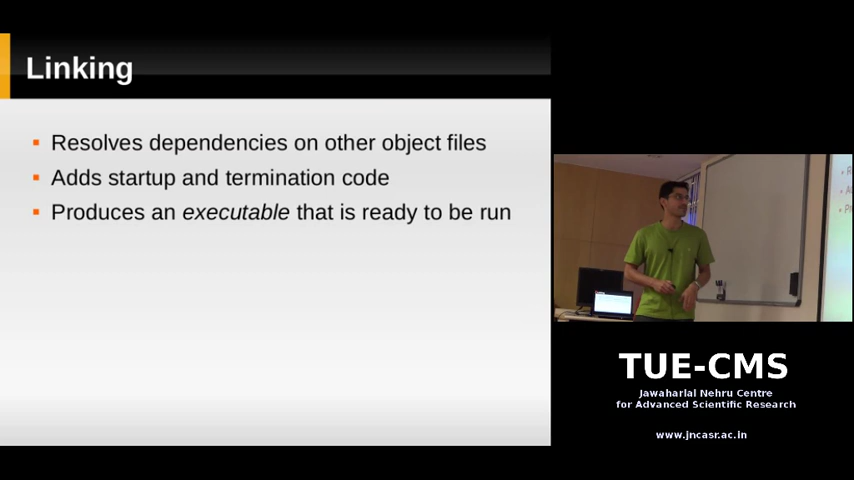 Linking
Resolves dependencies on other object files
Adds startup and termination code
Produces an executable that is ready to be run
TUE-CMS
Jawaharlal Nehru Centre
for Advanced Scientific Research
www.jncasr.ac.in